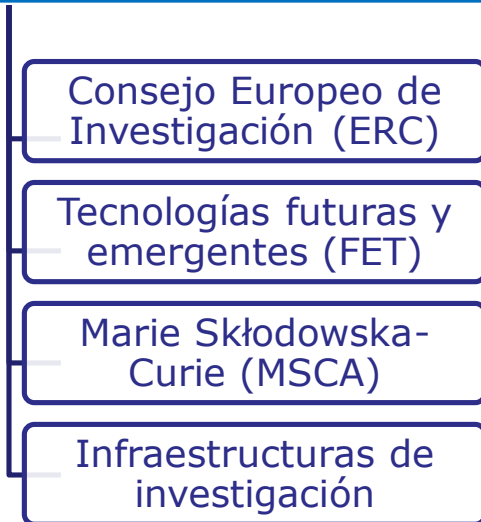 Consejo Europeo de
Investigación (ERC)
Tecnologías futuras y
emergentes (FET)
Marie Skłodowska-
Curie (MSCA)
Infraestructuras de
investigación